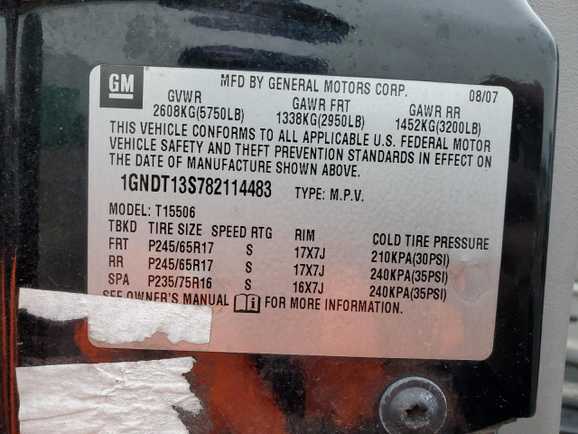 GM
MFD BY GENERAL MOTORS CORP. 08/07
GVWR GAWR FRT GAWR RR
2608KG(5750LB) 1338KG(2950LB) 1452KG(3200LB)
THIS VEHICLE CONFORMS TO ALL APPLICABLE U.S. FEDERAL MOTOR
VEHICLE SAFETY AND THEFT PREVENTION STANDARDS IN EFFECT ON
THE DATE OF MANUFACTURE SHOWN ABOVE.
1GNDT13S782114483 TYPE: M.P.V.
MODEL: T15506
TBKD TIRE SIZE SPEED RTG RIM COLD TIRE PRESSURE
FRT P245/65R17 S 17X7J 210KPA(30PSI)
RR P245/65R17 S 17X7J 240KPA(35PSI)
SPA P235/75R16 S 16X7J 240KPA(35PSI)
SEE OWNER'S MANUAL FOR MORE INFORMATION.